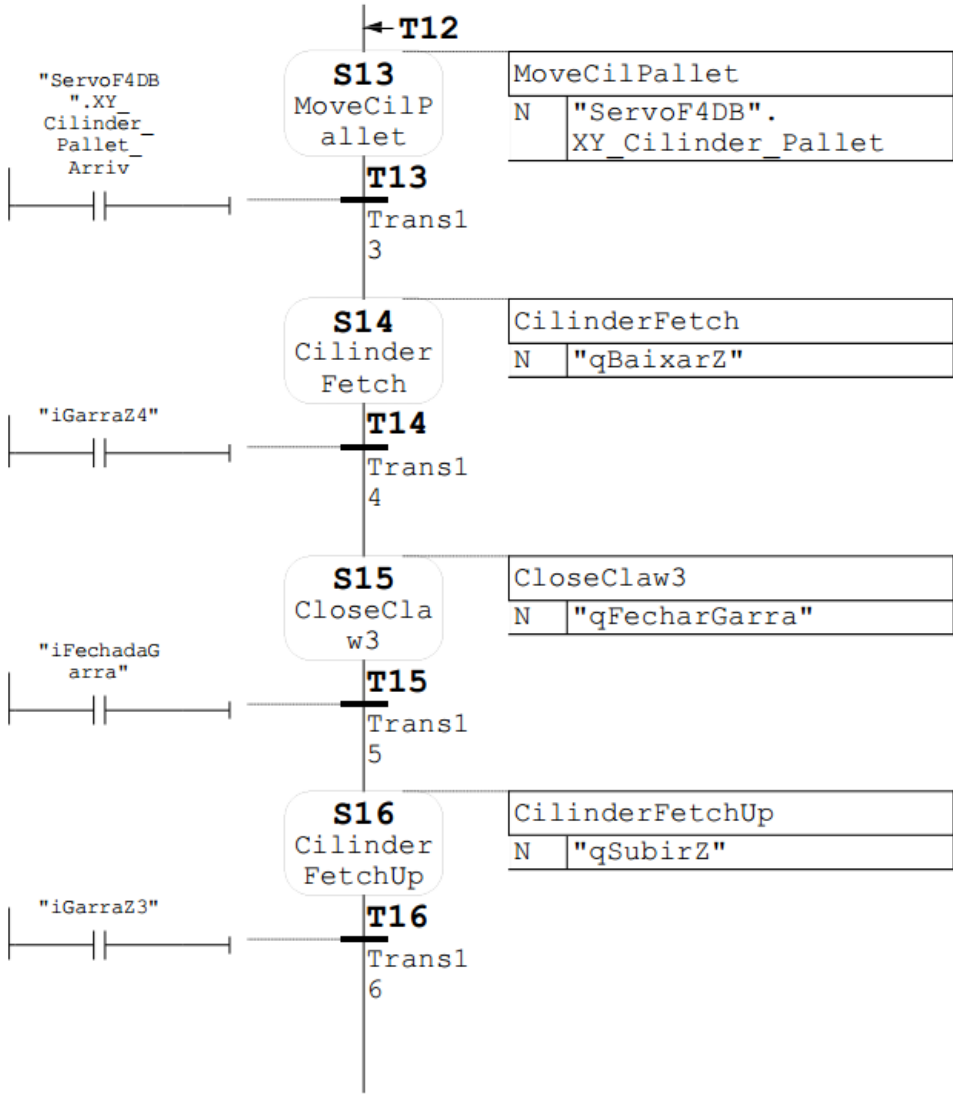 T12
S13
MoveCilP
allet
MoveCilPallet
N "ServoF4DB".
XY_Cilinder_Pallet
"ServoF4DB
".XY_
Cilinder_
Pallet_
Arriv
T13
Trans1
3
S14
Cilinder
Fetch
CilinderFetch
N "qBaixarZ"
"iGarraZ4"
T14
Trans1
4
S15
CloseCla
w3
CloseClaw3
N "qFecharGarra"
"iFechadaG
arra"
T15
Trans1
5
S16
Cilinder
FetchUp
CilinderFetchUp
N "qSubirZ"
"iGarraZ3"
T16
Trans1
6